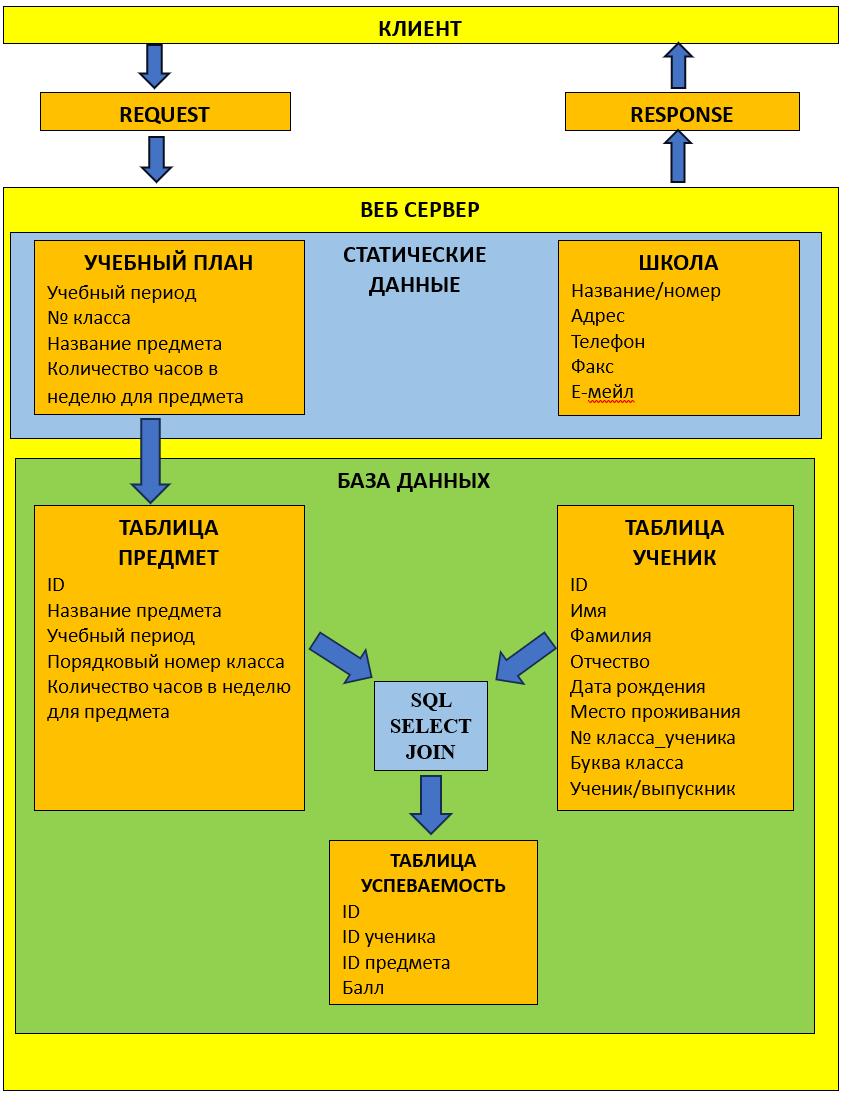 КЛИЕНТ
REQUEST
RESPONSE
ВЕБ СЕРВЕР
СТАТИЧЕСКИЕ
ДАННЫЕ
УЧЕБНЫЙ ПЛАН
Учебный период
№ класса
Название предмета
Количество часов в
неделю для предмета
ШКОЛА
Название/номер
Адрес
Телефон
Факс
Е-мейл
БАЗА ДАННЫХ
ТАБЛИЦА
ПРЕДМЕТ
ID
Название предмета
Учебный период
Порядковый номер класса
Количество часов в неделю
для предмета
ТАБЛИЦА
УЧЕНИК
ID
Имя
Фамилия
Отчество
Дата рождения
Место проживания
№ класса_ученика
Буква класса
Ученик/выпускник
SQL
SELECT
JOIN
ТАБЛИЦА
УСПЕВАЕМОСТЬ
ID
ID ученика
ID предмета
Балл